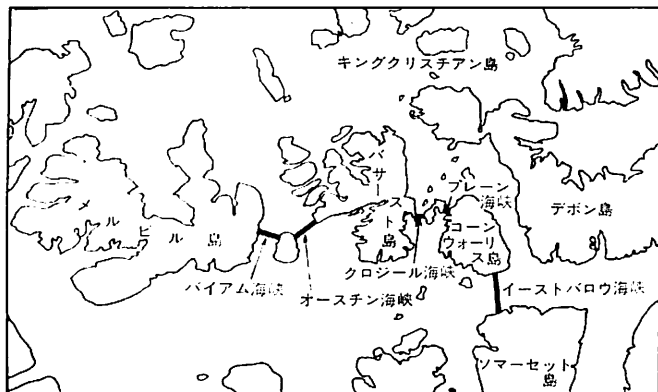 キングクリスチアン島
バサースト島
プレーン海峡
メルビル島
デボン島
コーンウォーリス島
クロジール海峡
バイアム海峡
オースチン海峡
イーストバロウ海峡
ソマーセット島